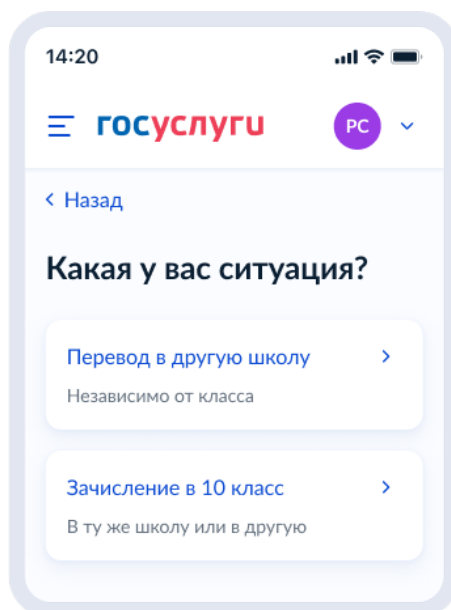 14:20
госуслуги
РС
Назад
Какая у вас ситуация?
Перевод в другую школу
Независимо от класса
Зачисление в 10 класс
В ту же школу или в другую